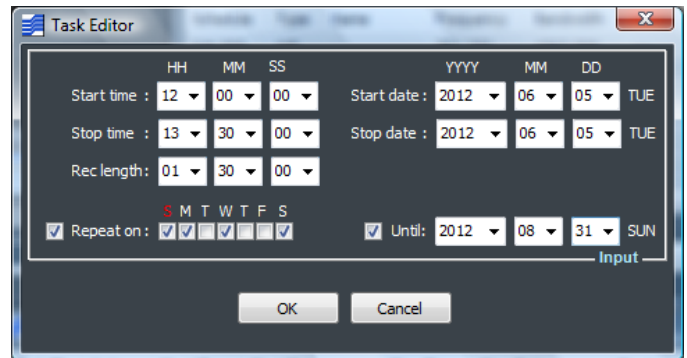 Task Editor
HH MM SS YYYY MM DD
Start time : 12 00 00 Start date : 2012 06 05 TUE
Stop time : 13 30 00 Stop date : 2012 06 05 TUE
Rec length : 01 30 00
S M T W T F S
Repeat on : Until: 2012 08 31 SUN
Input
OK Cancel